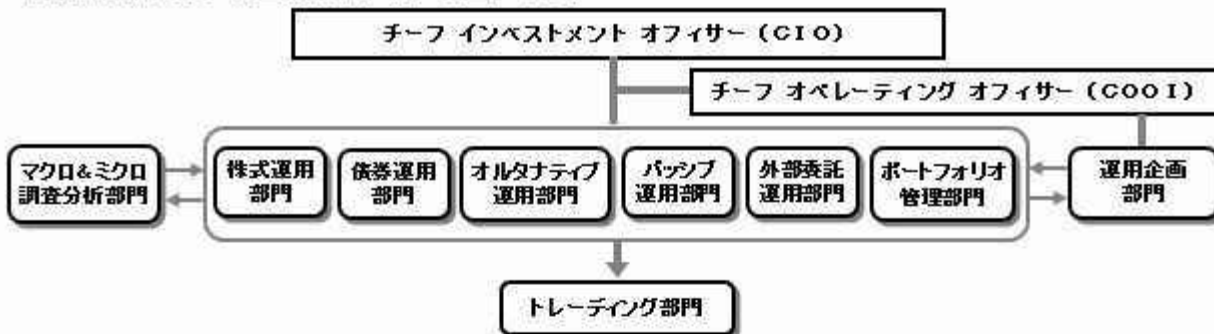 チーフ インベストメント オフィサー (CIO)
チーフ オペレーティング オフィサー (COO I)
マクロ&ミクロ
調査分析部門
株式運用
部門
債券運用
部門
オルタナティブ
運用部門
パッシブ
運用部門
外部委託
運用部門
ポートフォリオ
管理部門
運用企画
部門
トレーディング部門